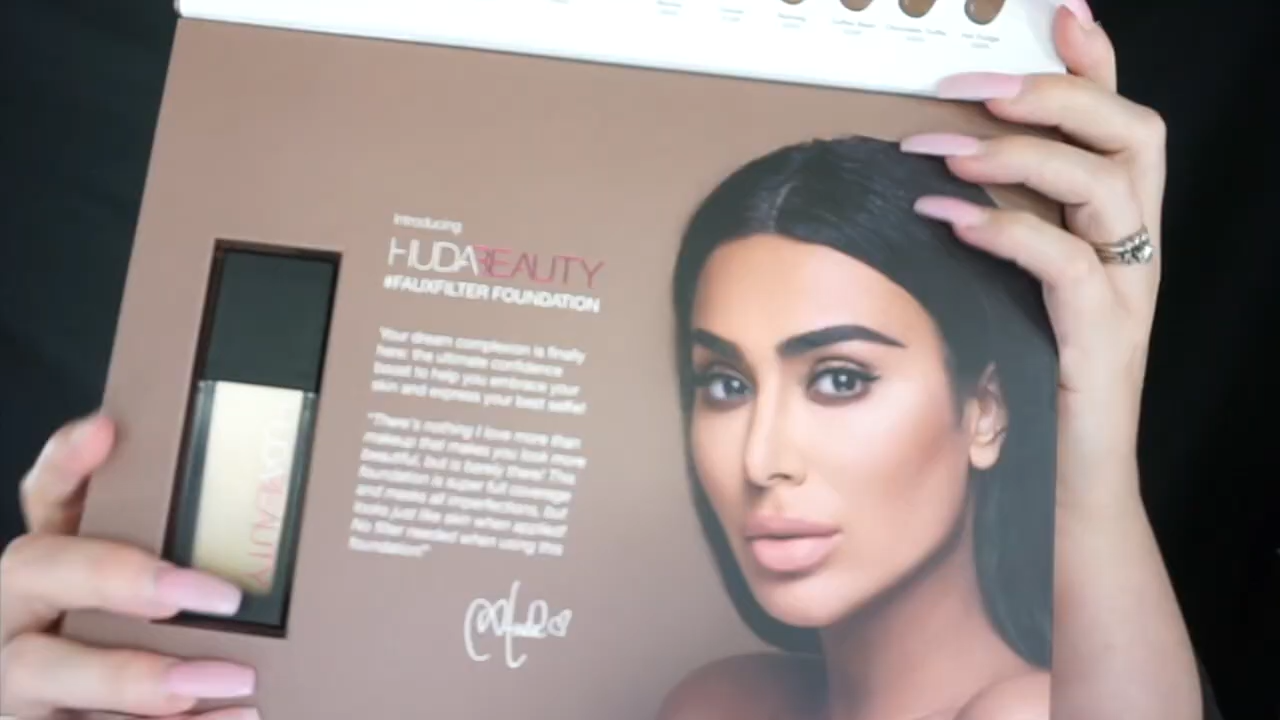 Introducing
HUDABEAUTY
#FAUXFILTER FOUNDATION
Your dream complexion is finally
here: the ultimate confidence
boost to help you embrace your
skin and express your best selfie!
"There's nothing I love more than
makeup that makes you look more
beautiful, but is barely there! This
foundation is super full coverage
and masks all imperfections, but
looks just like skin when applied!
No filter needed when using this
foundation!"
HUDABEAUTY